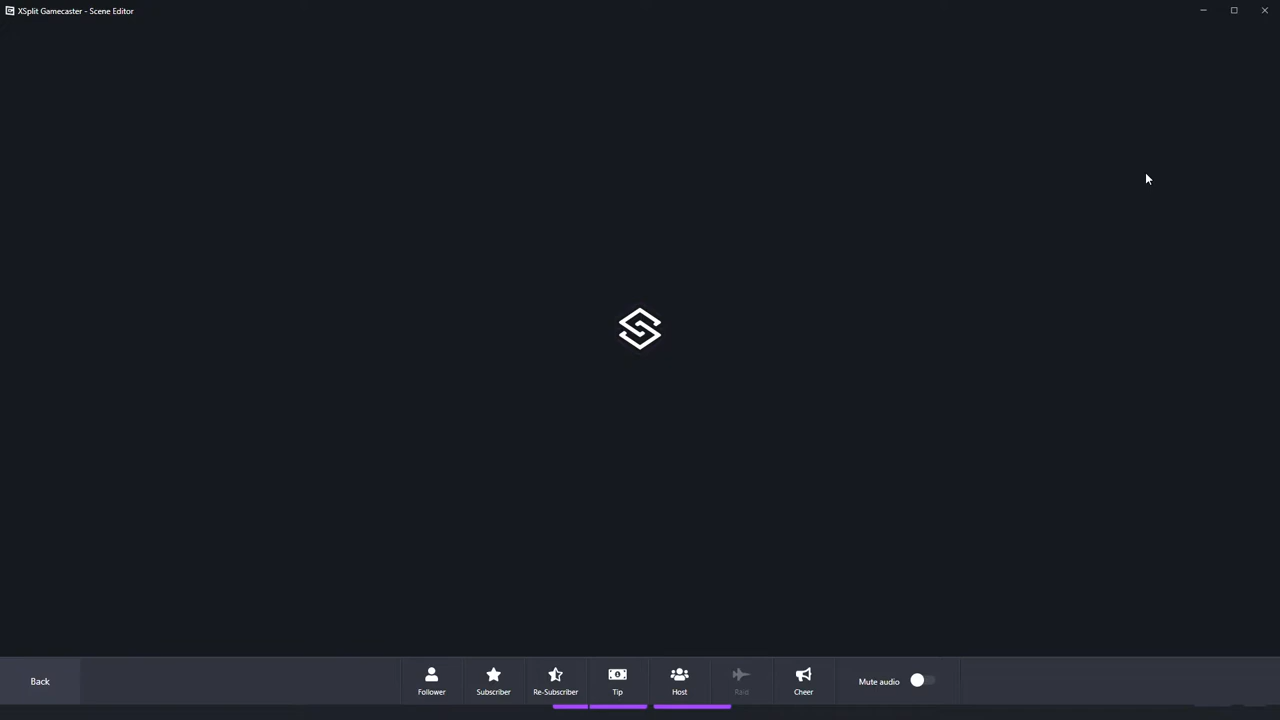 XSplit Gamecaster - Scene Editor
Back
Follower
Subscriber
Re-Subscriber
Tip
Host
Raid
Cheer
Mute audio